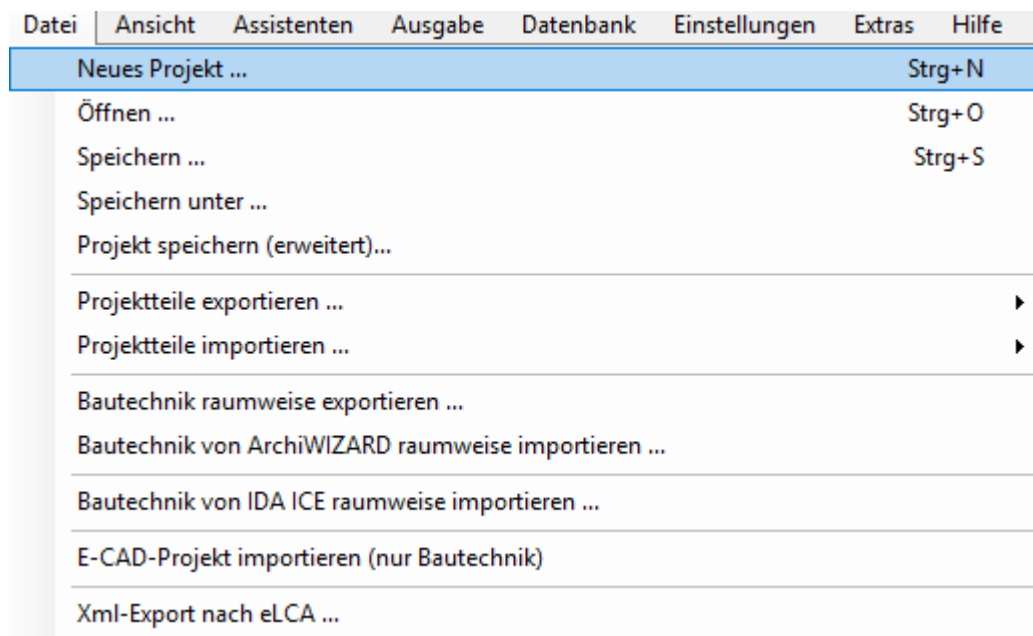 Datei Ansicht Assistenten Ausgabe Datenbank Einstellungen Extras Hilfe
Neues Projekt ... Strg+N
Öffnen ... Strg+O
Speichern ... Strg+S
Speichern unter ...
Projekt speichern (erweitert)...
Projektteile exportieren ...
Projektteile importieren ...
Bautechnik raumweise exportieren ...
Bautechnik von ArchiWIZARD raumweise importieren ...
Bautechnik von IDA ICE raumweise importieren ...
E-CAD-Projekt importieren (nur Bautechnik)
Xml-Export nach eLCA ...